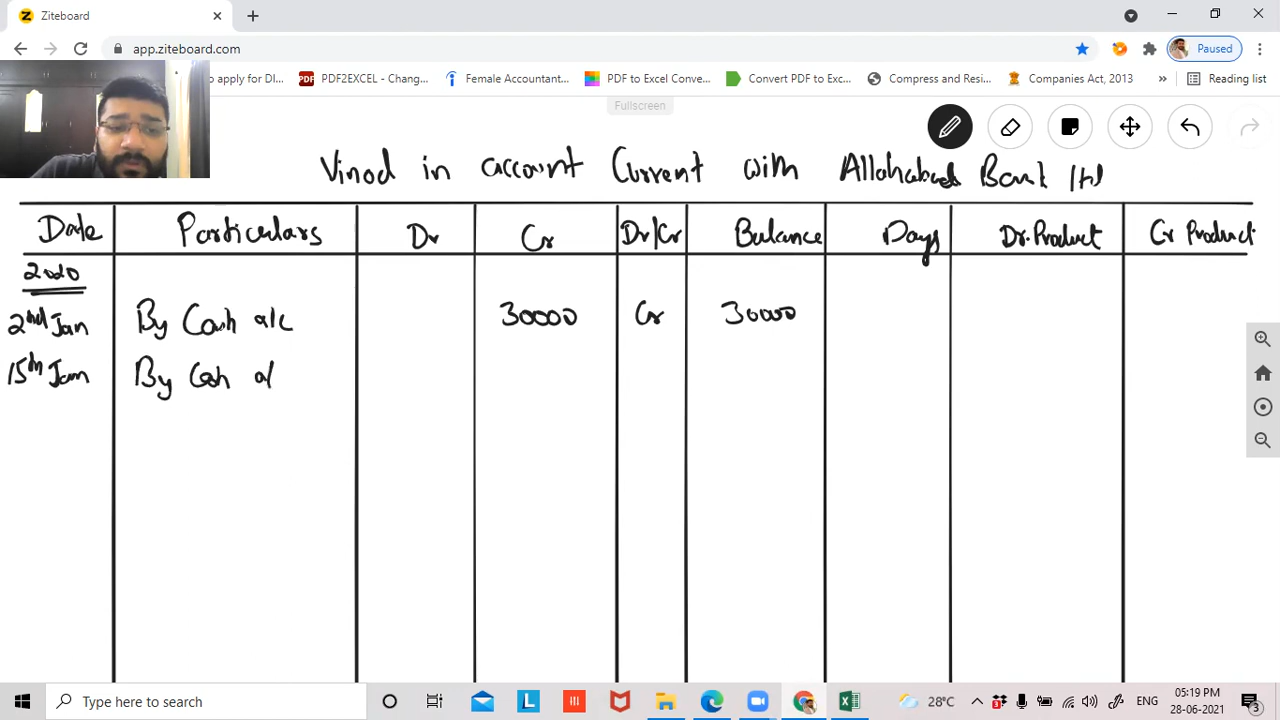 Ziteboard
app.ziteboard.com
Paused
to apply for DI...
PDF2EXCEL - Chang...
Female Accountant...
PDF to Excel Conve...
Convert PDF to Exc...
Compress and Resi...
Companies Act, 2013
»
Reading list
Fullscreen
Vinod in account Current with Allahabad Bank ltd
Date Particulars Dr Cr Dr/Cr Balance Days Dr. Product Cr Product
2020
2nd Jan By Cash a/c 30000 Cr 30000
15th Jan By Cash a/
Type here to search
28°C
ENG
05:19 PM
28-06-2021
3